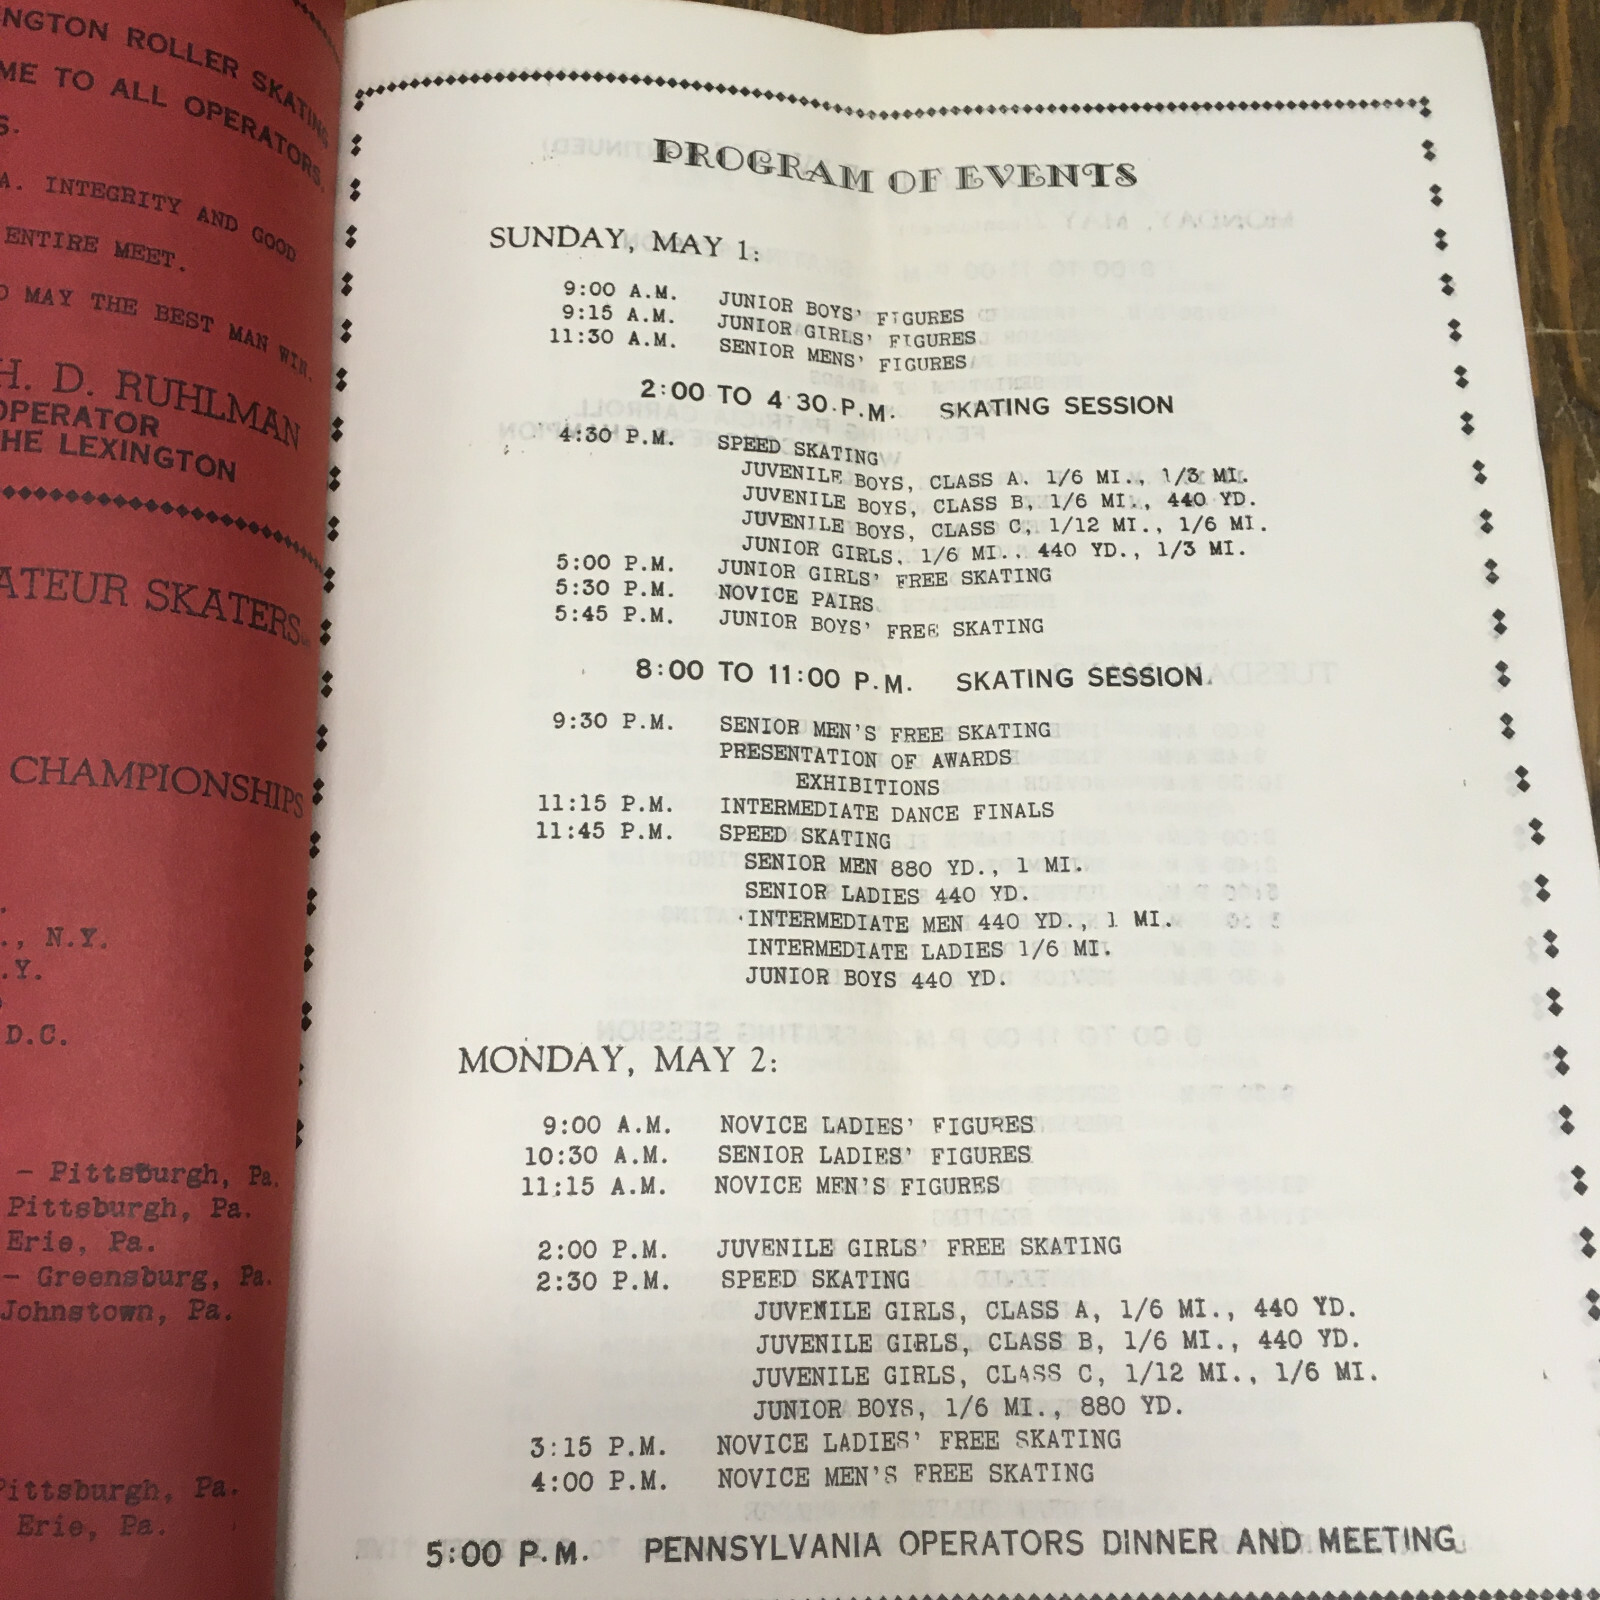 NGTON ROLLER SKATING
ME TO ALL OPERATORS,
S.
A. INTEGRITY AND GOOD
ENTIRE MEET.
MAY THE BEST MAN WIN.
H. D. RUHLMAN
OPERATOR
HE LEXINGTON
ATEUR SKATERS
CHAMPIONSHIPS
., N.Y.
.Y.
D.C.
- Pittsburgh, Pa.
Pittsburgh, Pa.
Erie, Pa.
- Greensburg, Pa.
Johnstown, Pa.
Pittsburgh, Pa.
Erie, Pa.
PROGRAM OF EVENTS
SUNDAY, MAY 1:
9:00 A.M. JUNIOR BOYS' FIGURES
9:15 A.M. JUNIOR GIRLS' FIGURES
11:30 A.M. SENIOR MENS' FIGURES
2:00 TO 4 30 P.M. SKATING SESSION
4:30 P.M. SPEED SKATING
JUVENILE BOYS, CLASS A. 1/6 MI., 1/3 MI.
JUVENILE BOYS, CLASS B, 1/6 MI., 440 YD.
JUVENILE BOYS, CLASS C, 1/12 MI., 1/6 MI.
JUNIOR GIRLS, 1/6 MI.. 440 YD., 1/3 MI.
5:00 P.M. JUNIOR GIRLS' FREE SKATING
5:30 P.M. NOVICE PAIRS
5:45 P.M. JUNIOR BOYS' FREE SKATING
8:00 TO 11:00 P.M. SKATING SESSION
9:30 P.M. SENIOR MEN'S FREE SKATING
PRESENTATION OF AWARDS
EXHIBITIONS
11:15 P.M. INTERMEDIATE DANCE FINALS
11:45 P.M. SPEED SKATING
SENIOR MEN 880 YD., 1 MI.
SENIOR LADIES 440 YD.
INTERMEDIATE MEN 440 YD., 1 MI.
INTERMEDIATE LADIES 1/6 MI.
JUNIOR BOYS 440 YD.
MONDAY, MAY 2:
9:00 A.M. NOVICE LADIES' FIGURES
10:30 A.M. SENIOR LADIES' FIGURES
11:15 A.M. NOVICE MEN'S FIGURES
2:00 P.M. JUVENILE GIRLS' FREE SKATING
2:30 P.M. SPEED SKATING
JUVENILE GIRLS, CLASS A, 1/6 MI., 440 YD.
JUVENILE GIRLS, CLASS B, 1/6 MI., 440 YD.
JUVENILE GIRLS, CLASS C, 1/12 MI., 1/6 MI.
JUNIOR BOYS, 1/6 MI., 880 YD.
3:15 P.M. NOVICE LADIES' FREE SKATING
4:00 P.M. NOVICE MEN'S FREE SKATING
5:00 P.M. PENNSYLVANIA OPERATORS DINNER AND MEETING